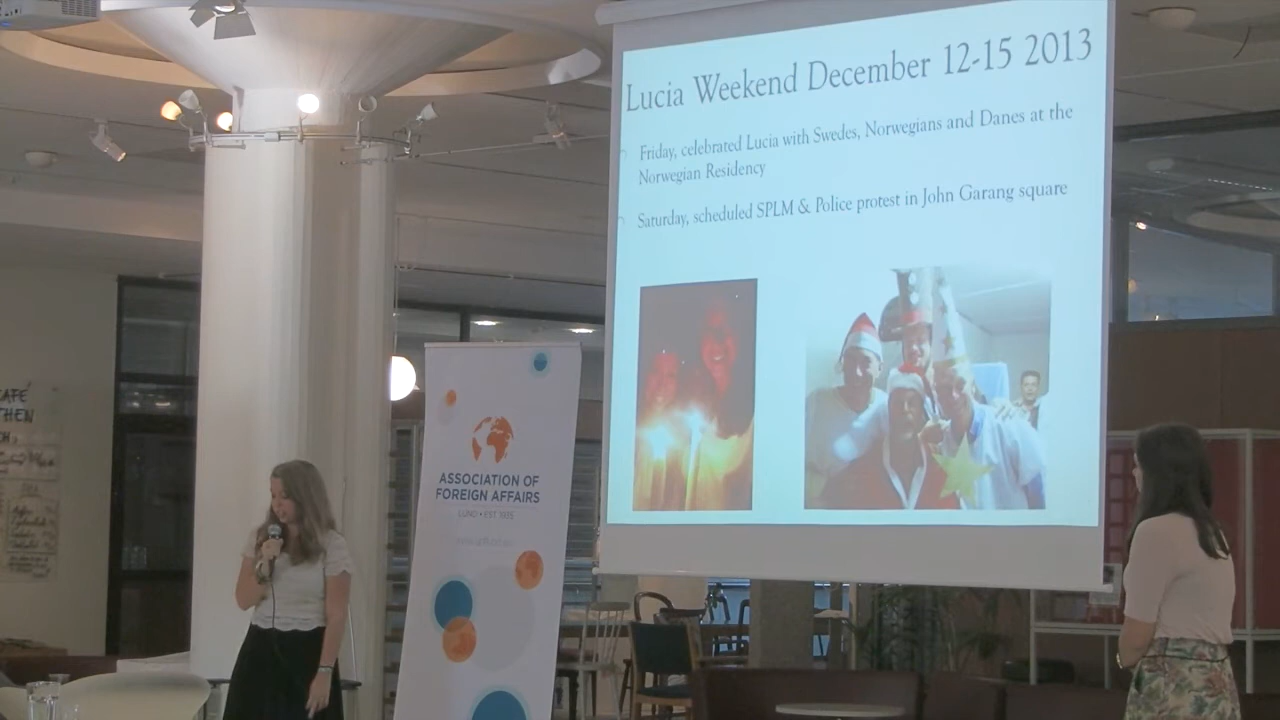 Lucia Weekend December 12-15 2013
Friday, celebrated Lucia with Swedes, Norwegians and Danes at the
Norwegian Residency
Saturday, scheduled SPLM & Police protest in John Garang square
ASSOCIATION OF
FOREIGN AFFAIRS
LUND • EST 1935